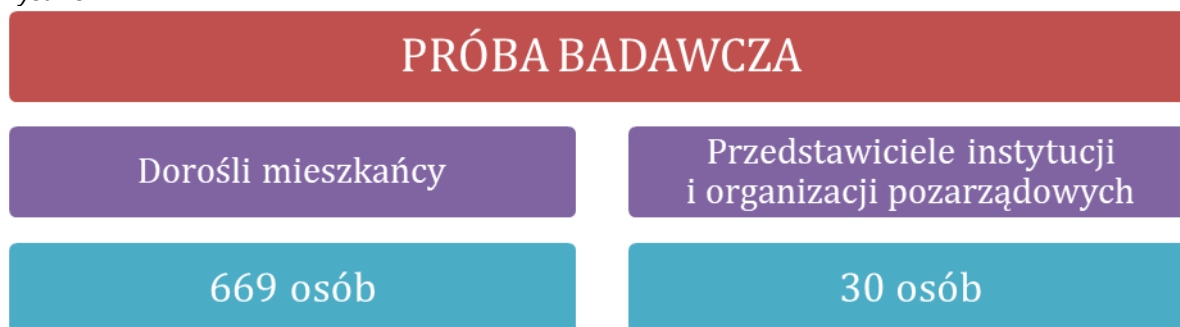 PRÓBA BADAWCZA
Dorośli mieszkańcy
Przedstawiciele instytucji
i organizacji pozarządowych
669 osób
30 osób